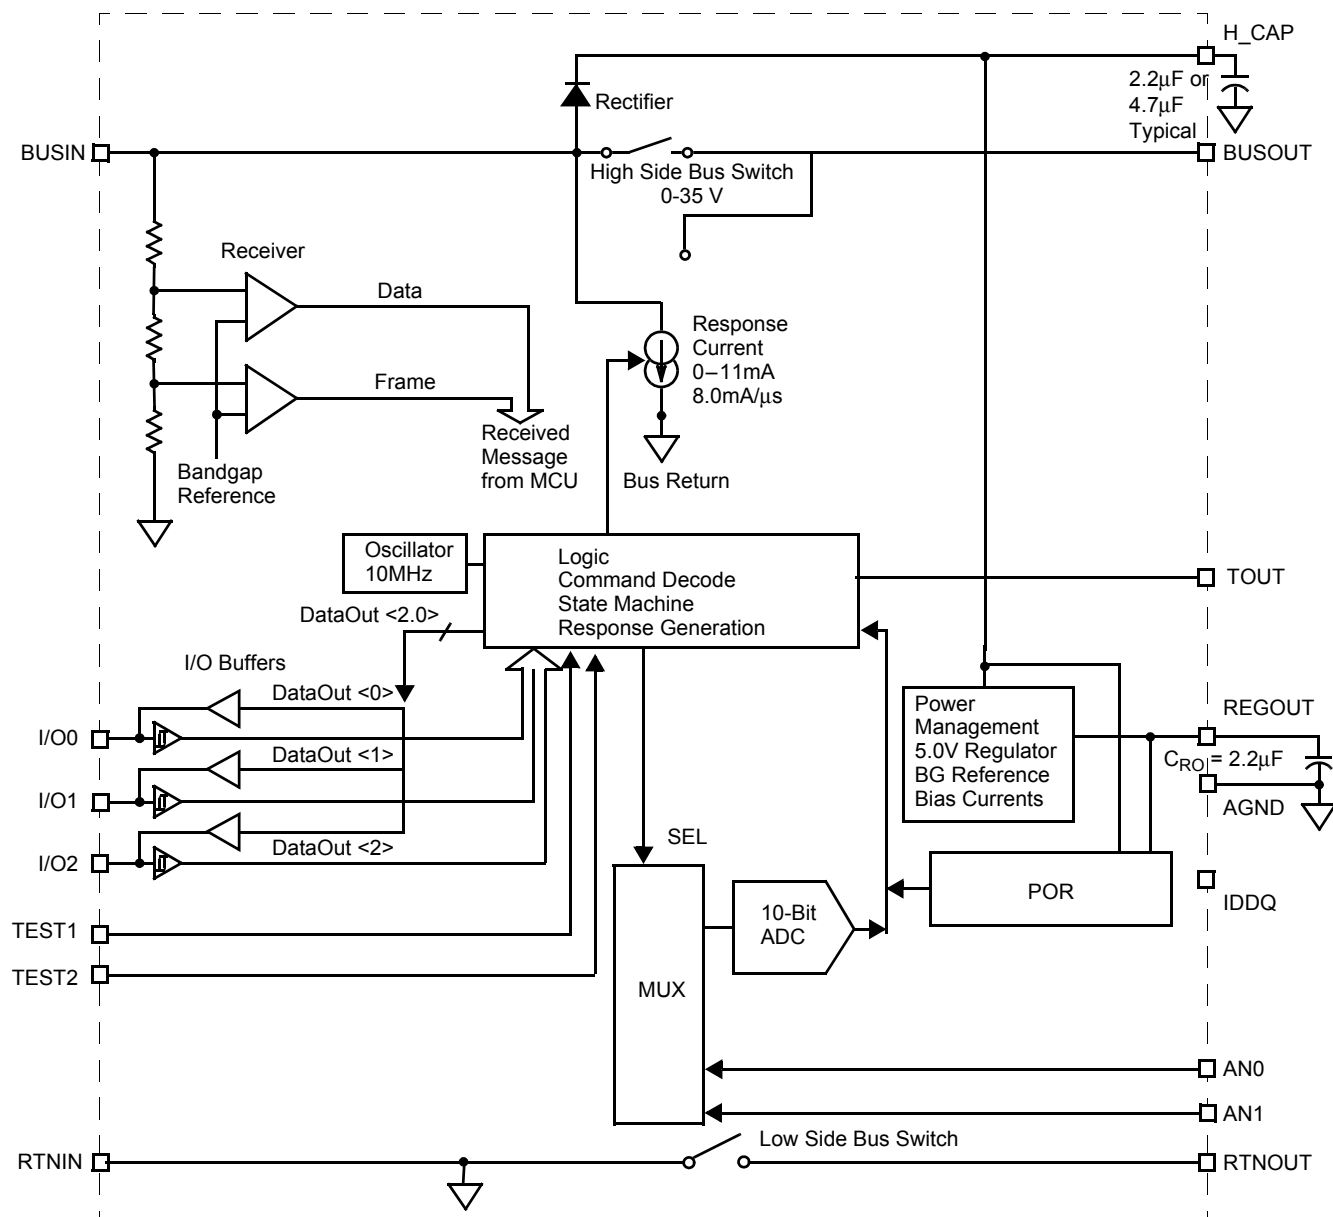 H_CAP
2.2μF or
4.7μF
Typical
Rectifier
BUSIN
BUSOUT
High Side Bus Switch
0-35 V
Receiver
Data
Response
Current
0–11mA
8.0mA/μs
Frame
Received
Message
from MCU
Bandgap
Reference
Bus Return
Oscillator
10MHz
Logic
Command Decode
State Machine
Response Generation
TOUT
DataOut <2.0>
I/O Buffers
DataOut <0>
I/O0
DataOut <1>
I/O1
DataOut <2>
I/O2
Power
Management
5.0V Regulator
BG Reference
Bias Currents
REGOUT
CRO = 2.2μF
AGND
SEL
POR
IDDQ
10-Bit
ADC
TEST1
TEST2
MUX
AN0
AN1
Low Side Bus Switch
RTNIN
RTNOUT